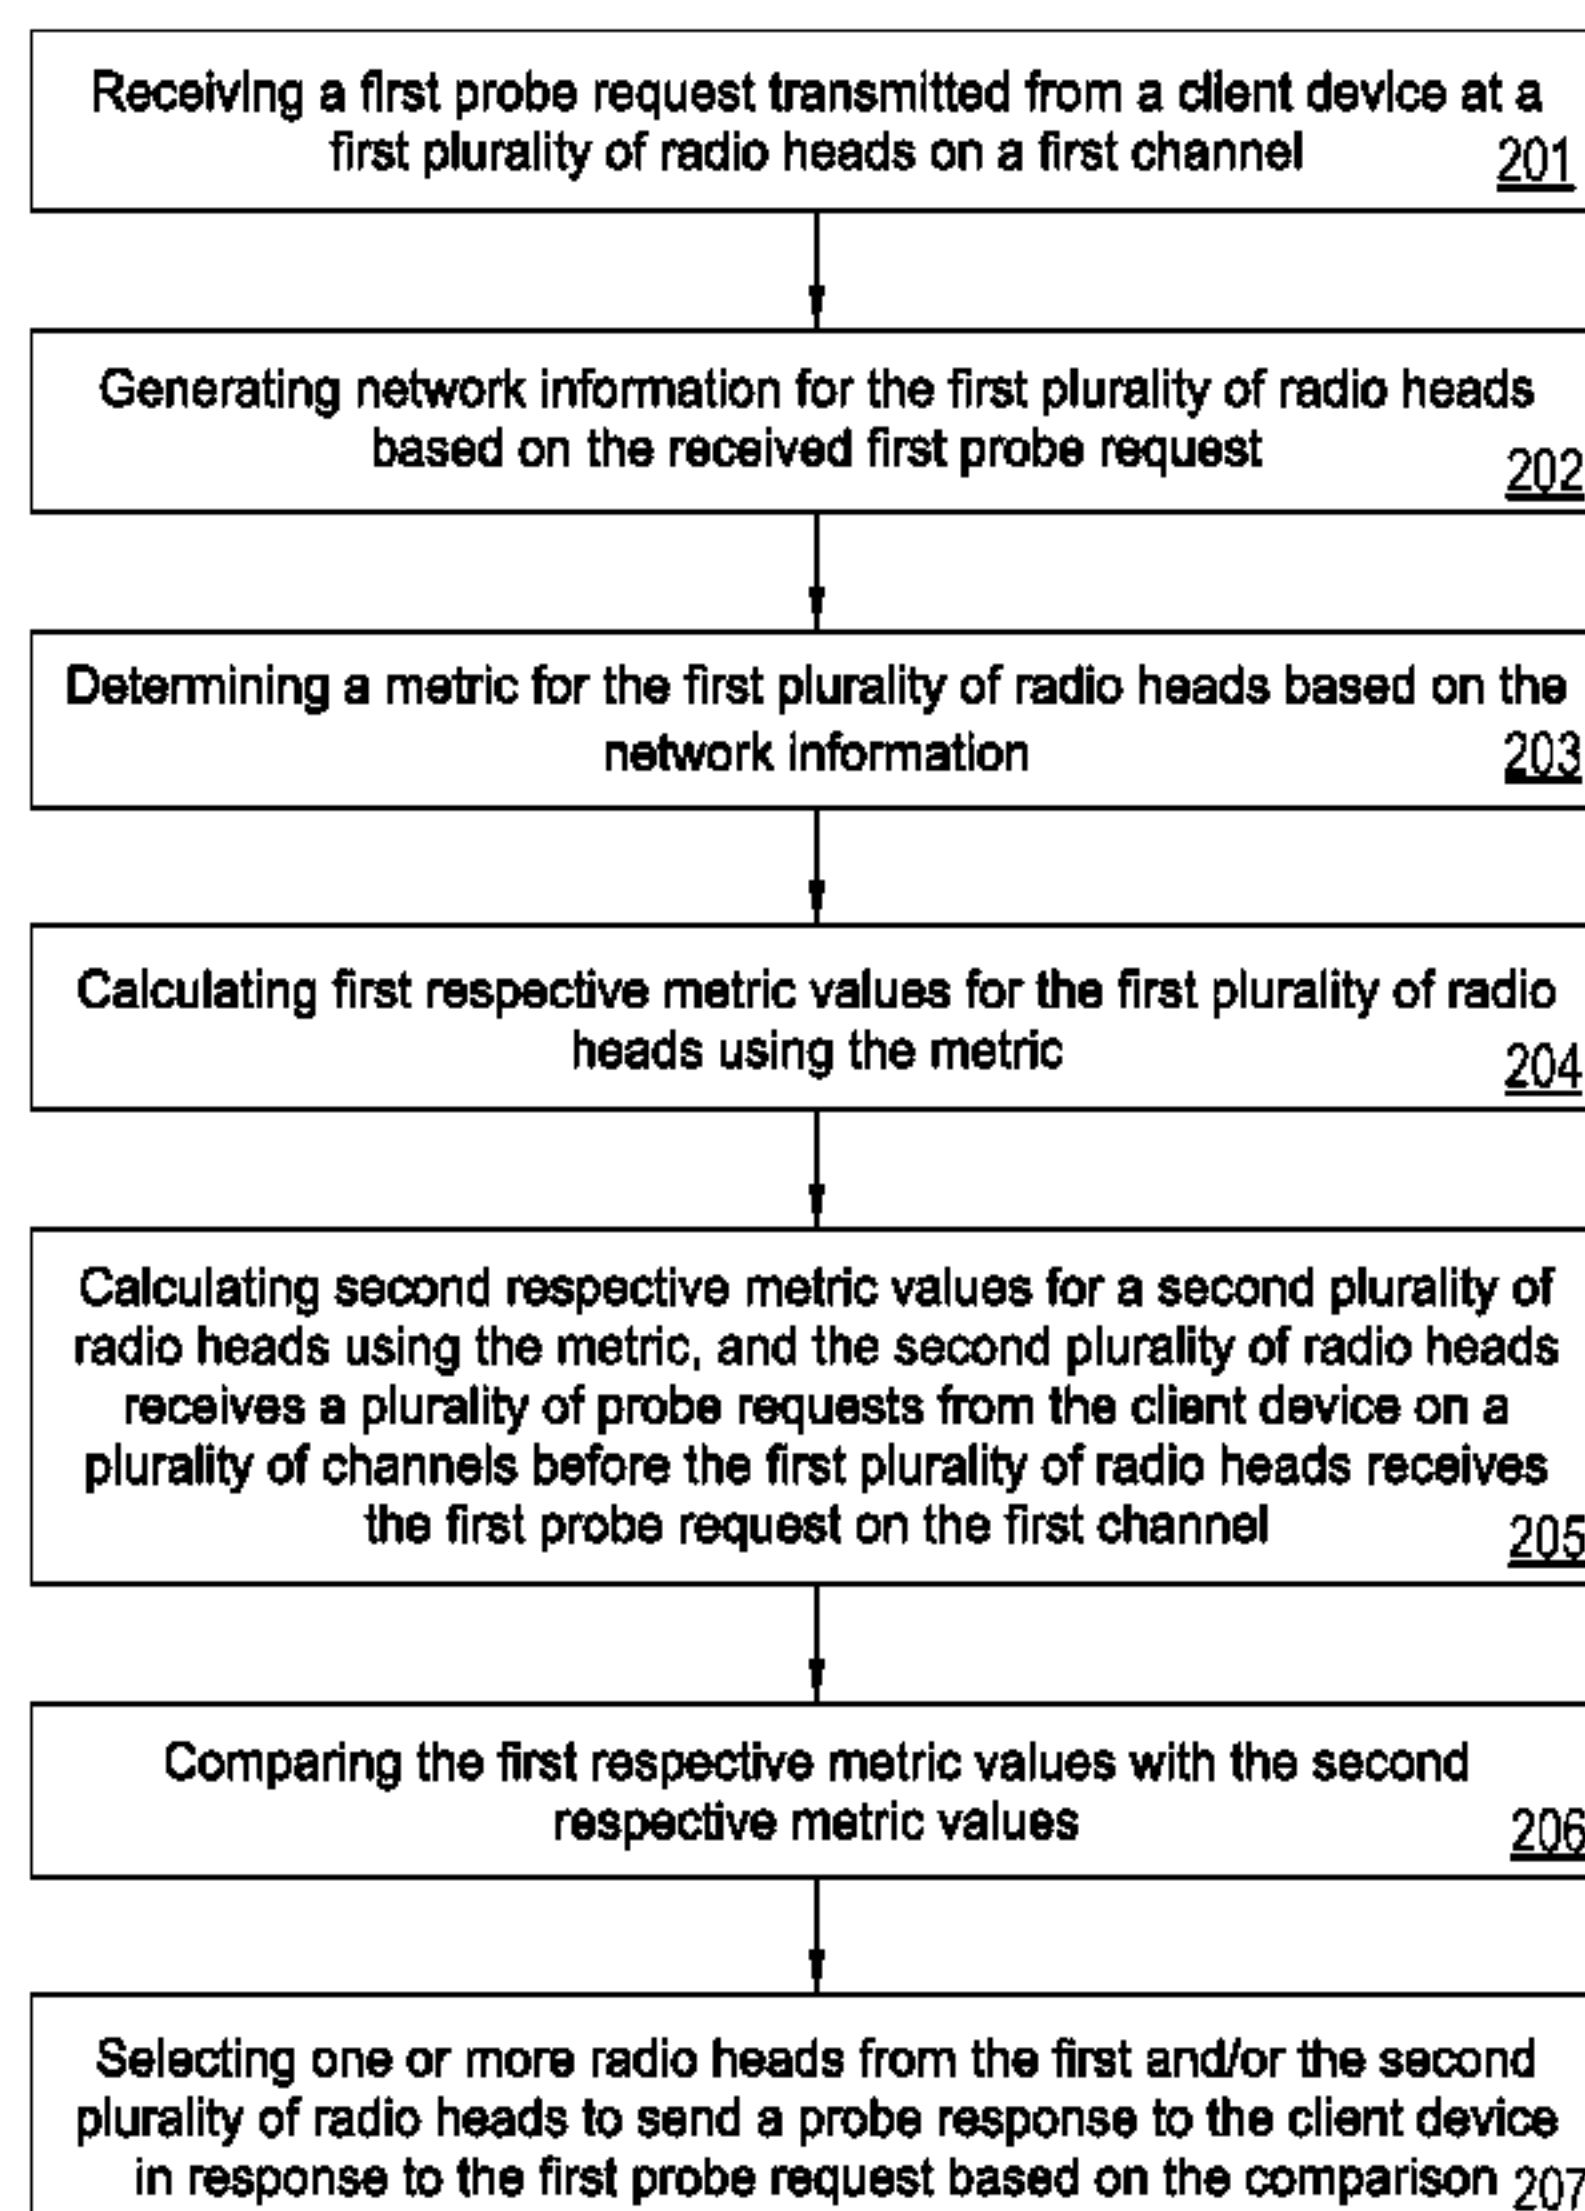 Receiving a first probe request transmitted from a client device at a
first plurality of radio heads on a first channel
201
Generating network information for the first plurality of radio heads
based on the received first probe request
202
Determining a metric for the first plurality of radio heads based on the
network information
203
Calculating first respective metric values for the first plurality of radio
heads using the metric
204
Calculating second respective metric values for a second plurality of
radio heads using the metric, and the second plurality of radio heads
receives a plurality of probe requests from the client device on a
plurality of channels before the first plurality of radio heads receives
the first probe request on the first channel
205
Comparing the first respective metric values with the second
respective metric values
206
Selecting one or more radio heads from the first and/or the second
plurality of radio heads to send a probe response to the client device
in response to the first probe request based on the comparison 207